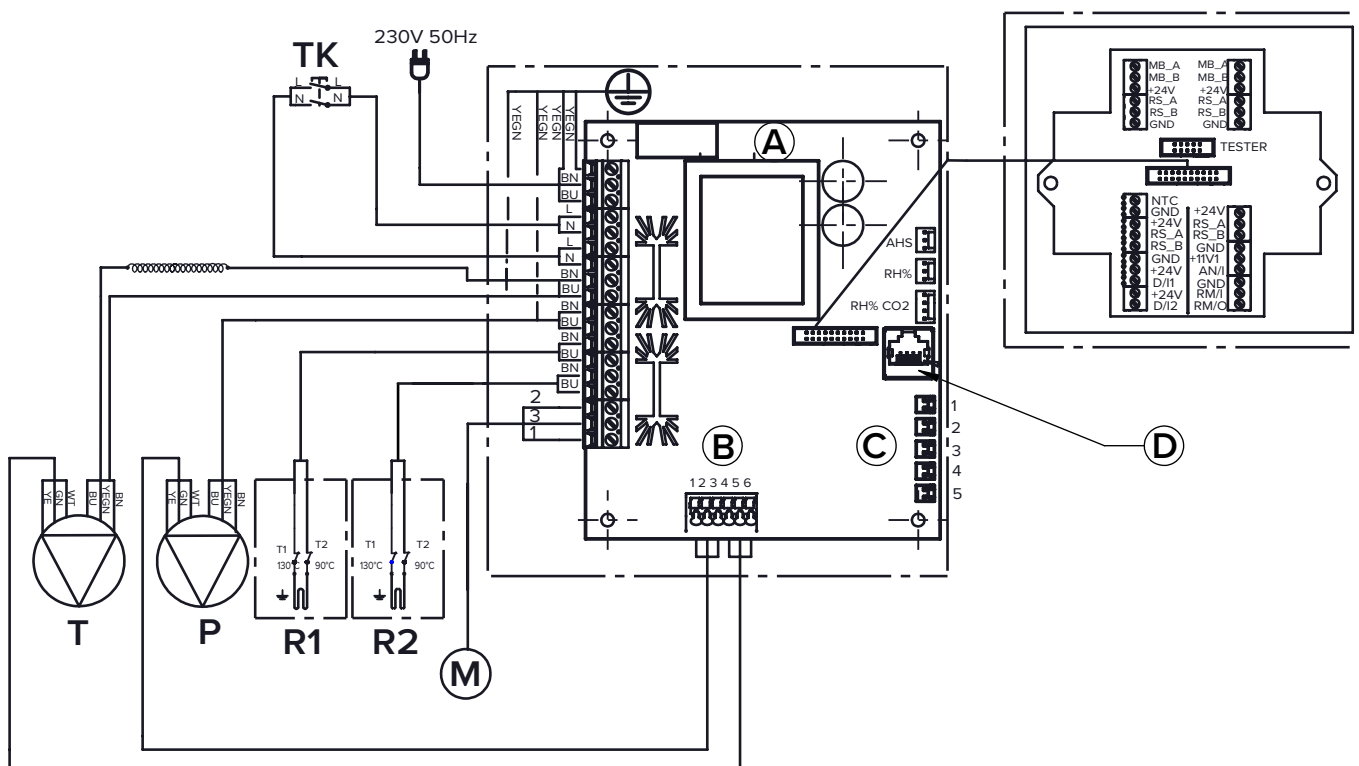 TK
230V 50Hz
L L
N N
YEGN
YEGN
YEGN
YEGN
BN
BU
L
N
L
N
BN
BU
BN
BU
BN
BU
BN
BU
2
3
1
A
AHS
RH%
RH% CO2
B
C
D
1 2 3 4 5 6
1
2
3
4
5
MB_A MB_A
MB_B MB_B
+24V +24V
RS_A RS_A
RS_B RS_B
GND GND
TESTER
NTC
GND
+24V
RS_A
RS_B
GND
+24V
D/I1
+24V
D/I2
+24V
RS_A
RS_B
GND
+11V1
AN/I
GND
RM/I
RM/O
YE GN WT BU YEGN BN
YE GN WT BU YEGN BN
T1 T2
130°C 90°C
T1 T2
130°C 90°C
T
P
R1
R2
M